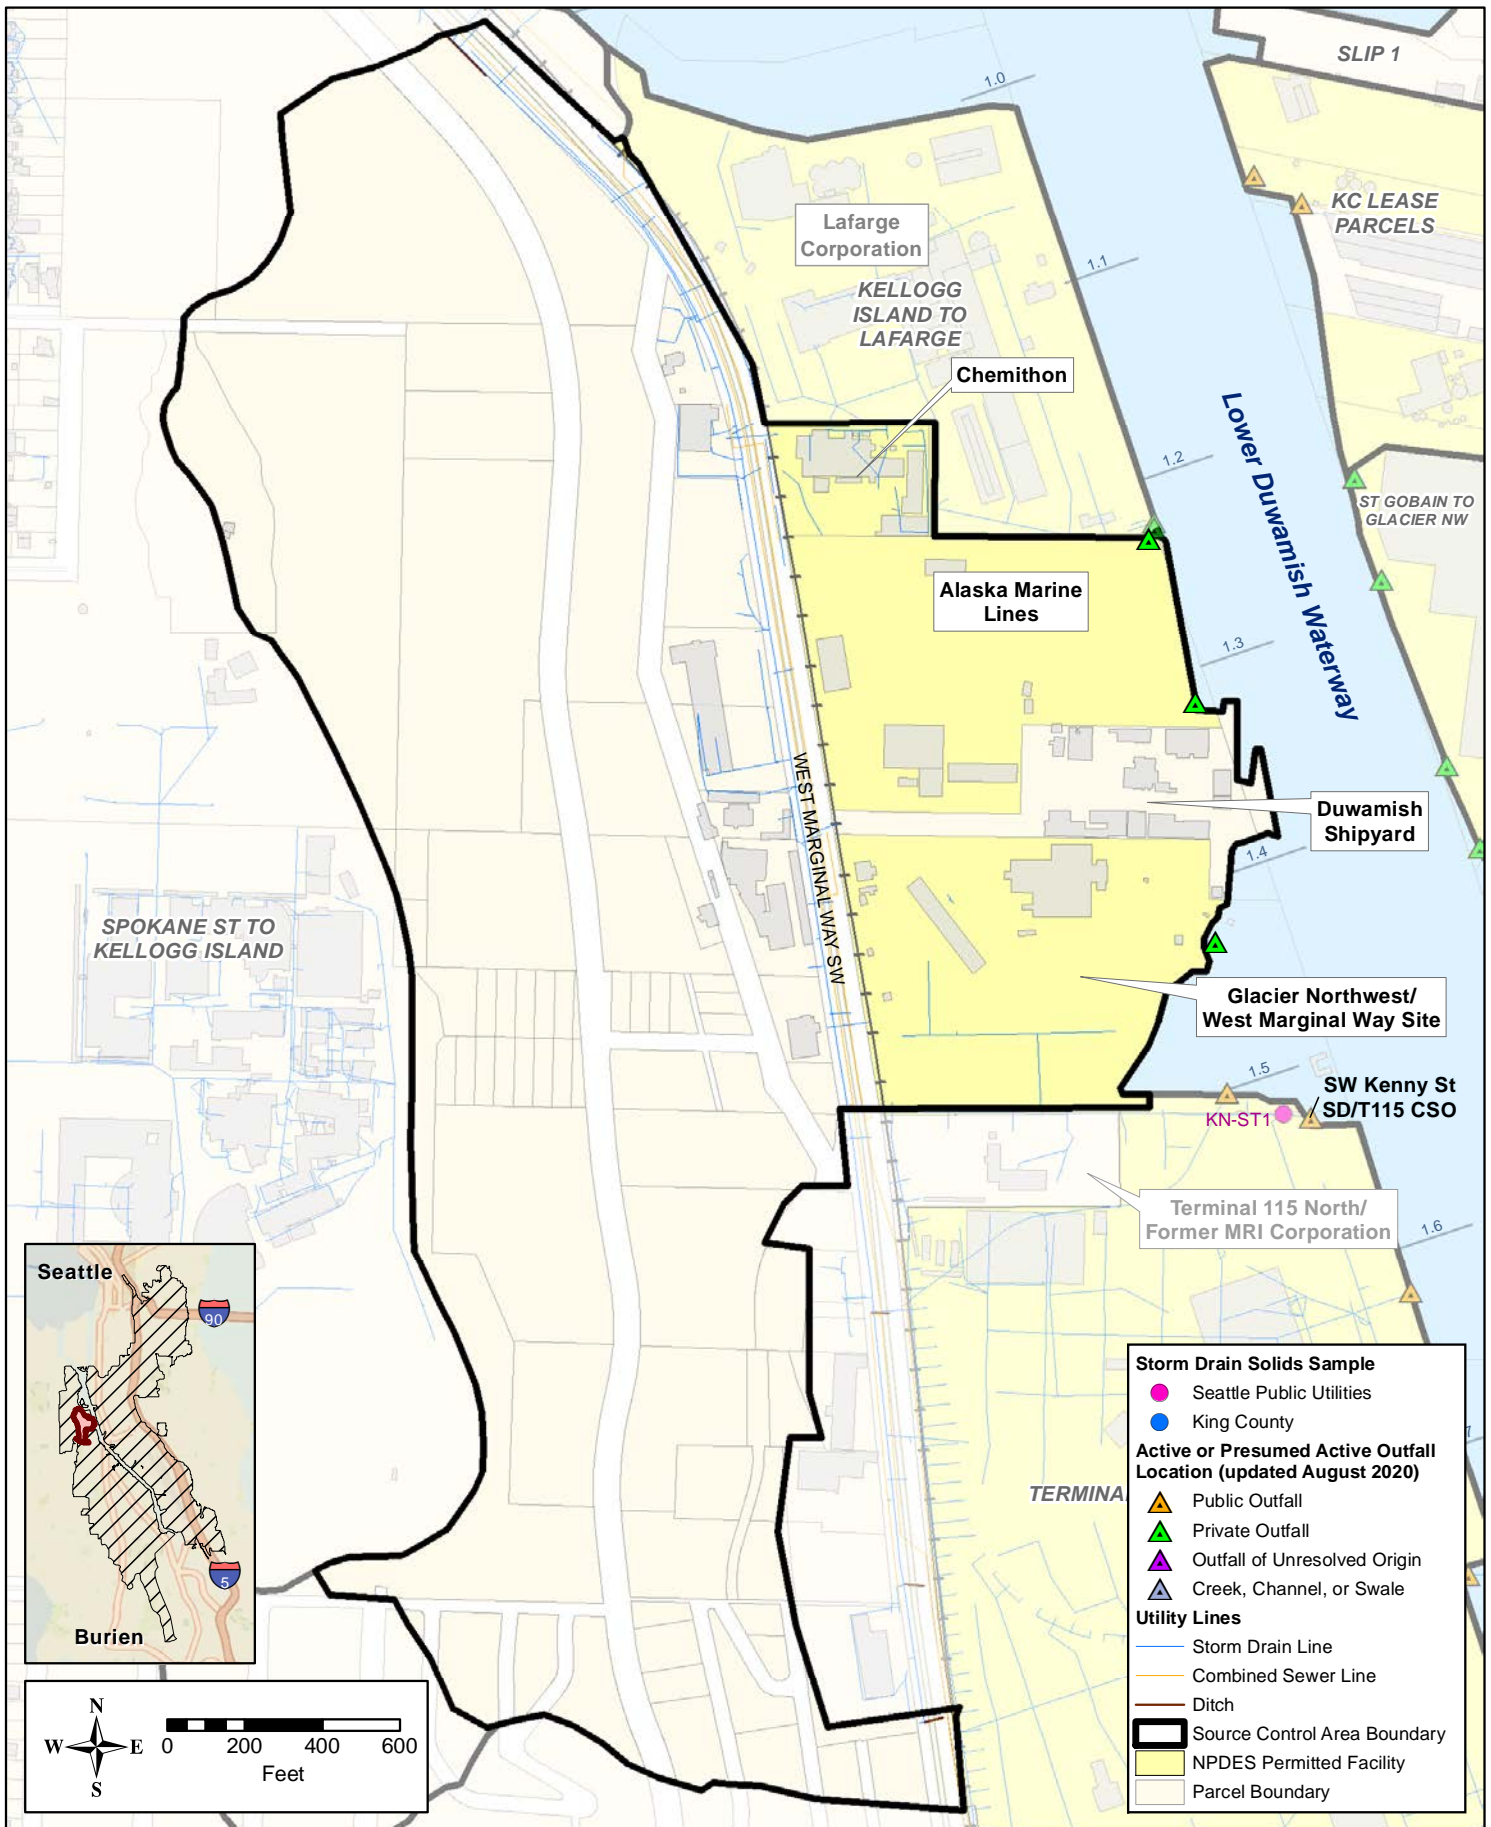 SLIP 1
1.0
KC LEASE
PARCELS
Lafarge
Corporation
1.1
KELLOGG
ISLAND TO
LAFARGE
Chemithon
Lower Duwamish Waterway
1.2
ST GOBAIN TO
GLACIER NW
Alaska Marine
Lines
1.3
WEST MARGINAL WAY SW
Duwamish
Shipyard
1.4
SPOKANE ST TO
KELLOGG ISLAND
Glacier Northwest/
West Marginal Way Site
1.5
SW Kenny St
SD/T115 CSO
KN-ST1
Terminal 115 North/
Former MRI Corporation
1.6
TERMINA
Seattle
90
5
Burien
N
W E
S
0 200 400 600
Feet
Storm Drain Solids Sample
Seattle Public Utilities
King County
Active or Presumed Active Outfall
Location (updated August 2020)
Public Outfall
Private Outfall
Outfall of Unresolved Origin
Creek, Channel, or Swale
Utility Lines
Storm Drain Line
Combined Sewer Line
Ditch
Source Control Area Boundary
NPDES Permitted Facility
Parcel Boundary